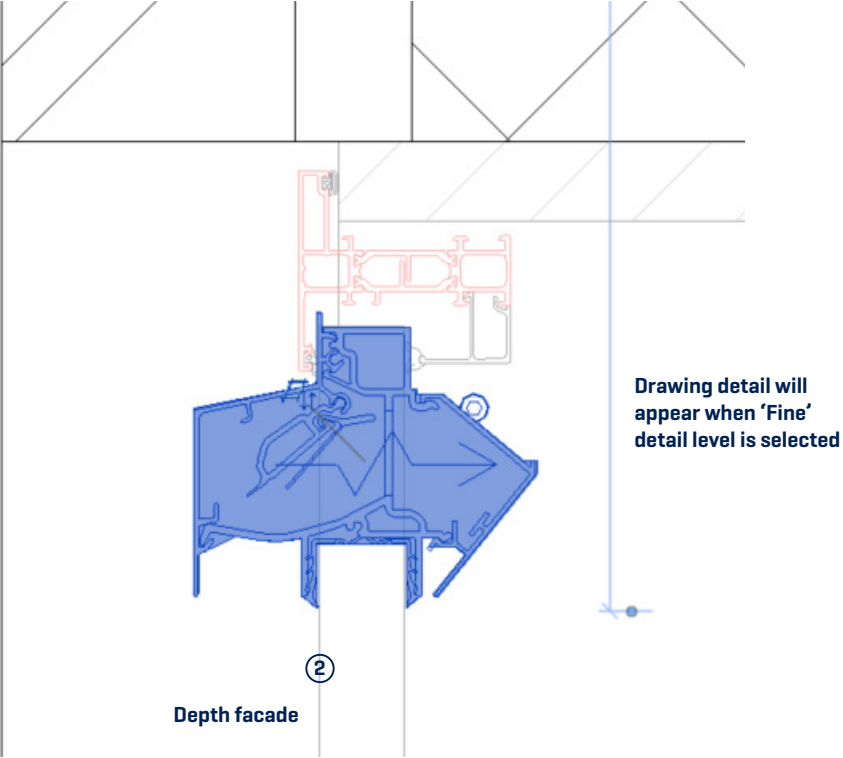 Drawing detail will
appear when ‘Fine’
detail level is selected
2
Depth facade